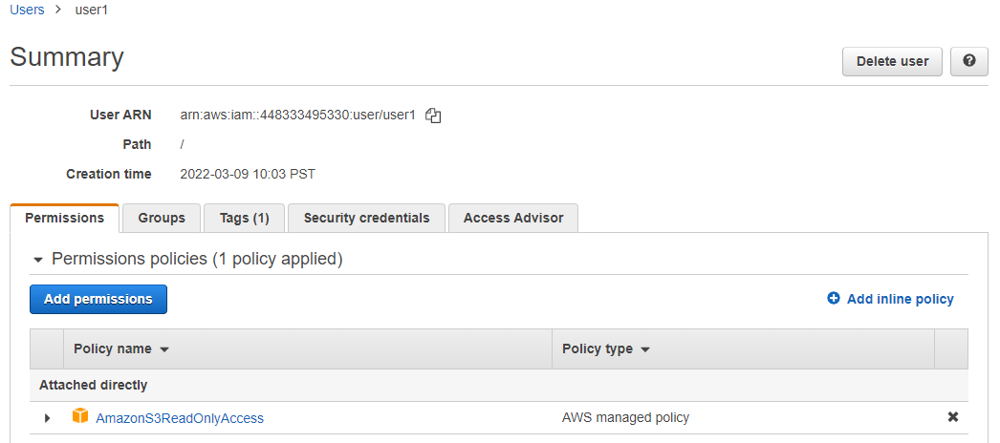 Users > user1
Summary
Delete user
User ARN arn:aws:iam::448333495330:user/user1
Path /
Creation time 2022-03-09 10:03 PST
Permissions Groups Tags (1) Security credentials Access Advisor
Permissions policies (1 policy applied)
Add permissions Add inline policy
Policy name Policy type
Attached directly
AmazonS3ReadOnlyAccess AWS managed policy